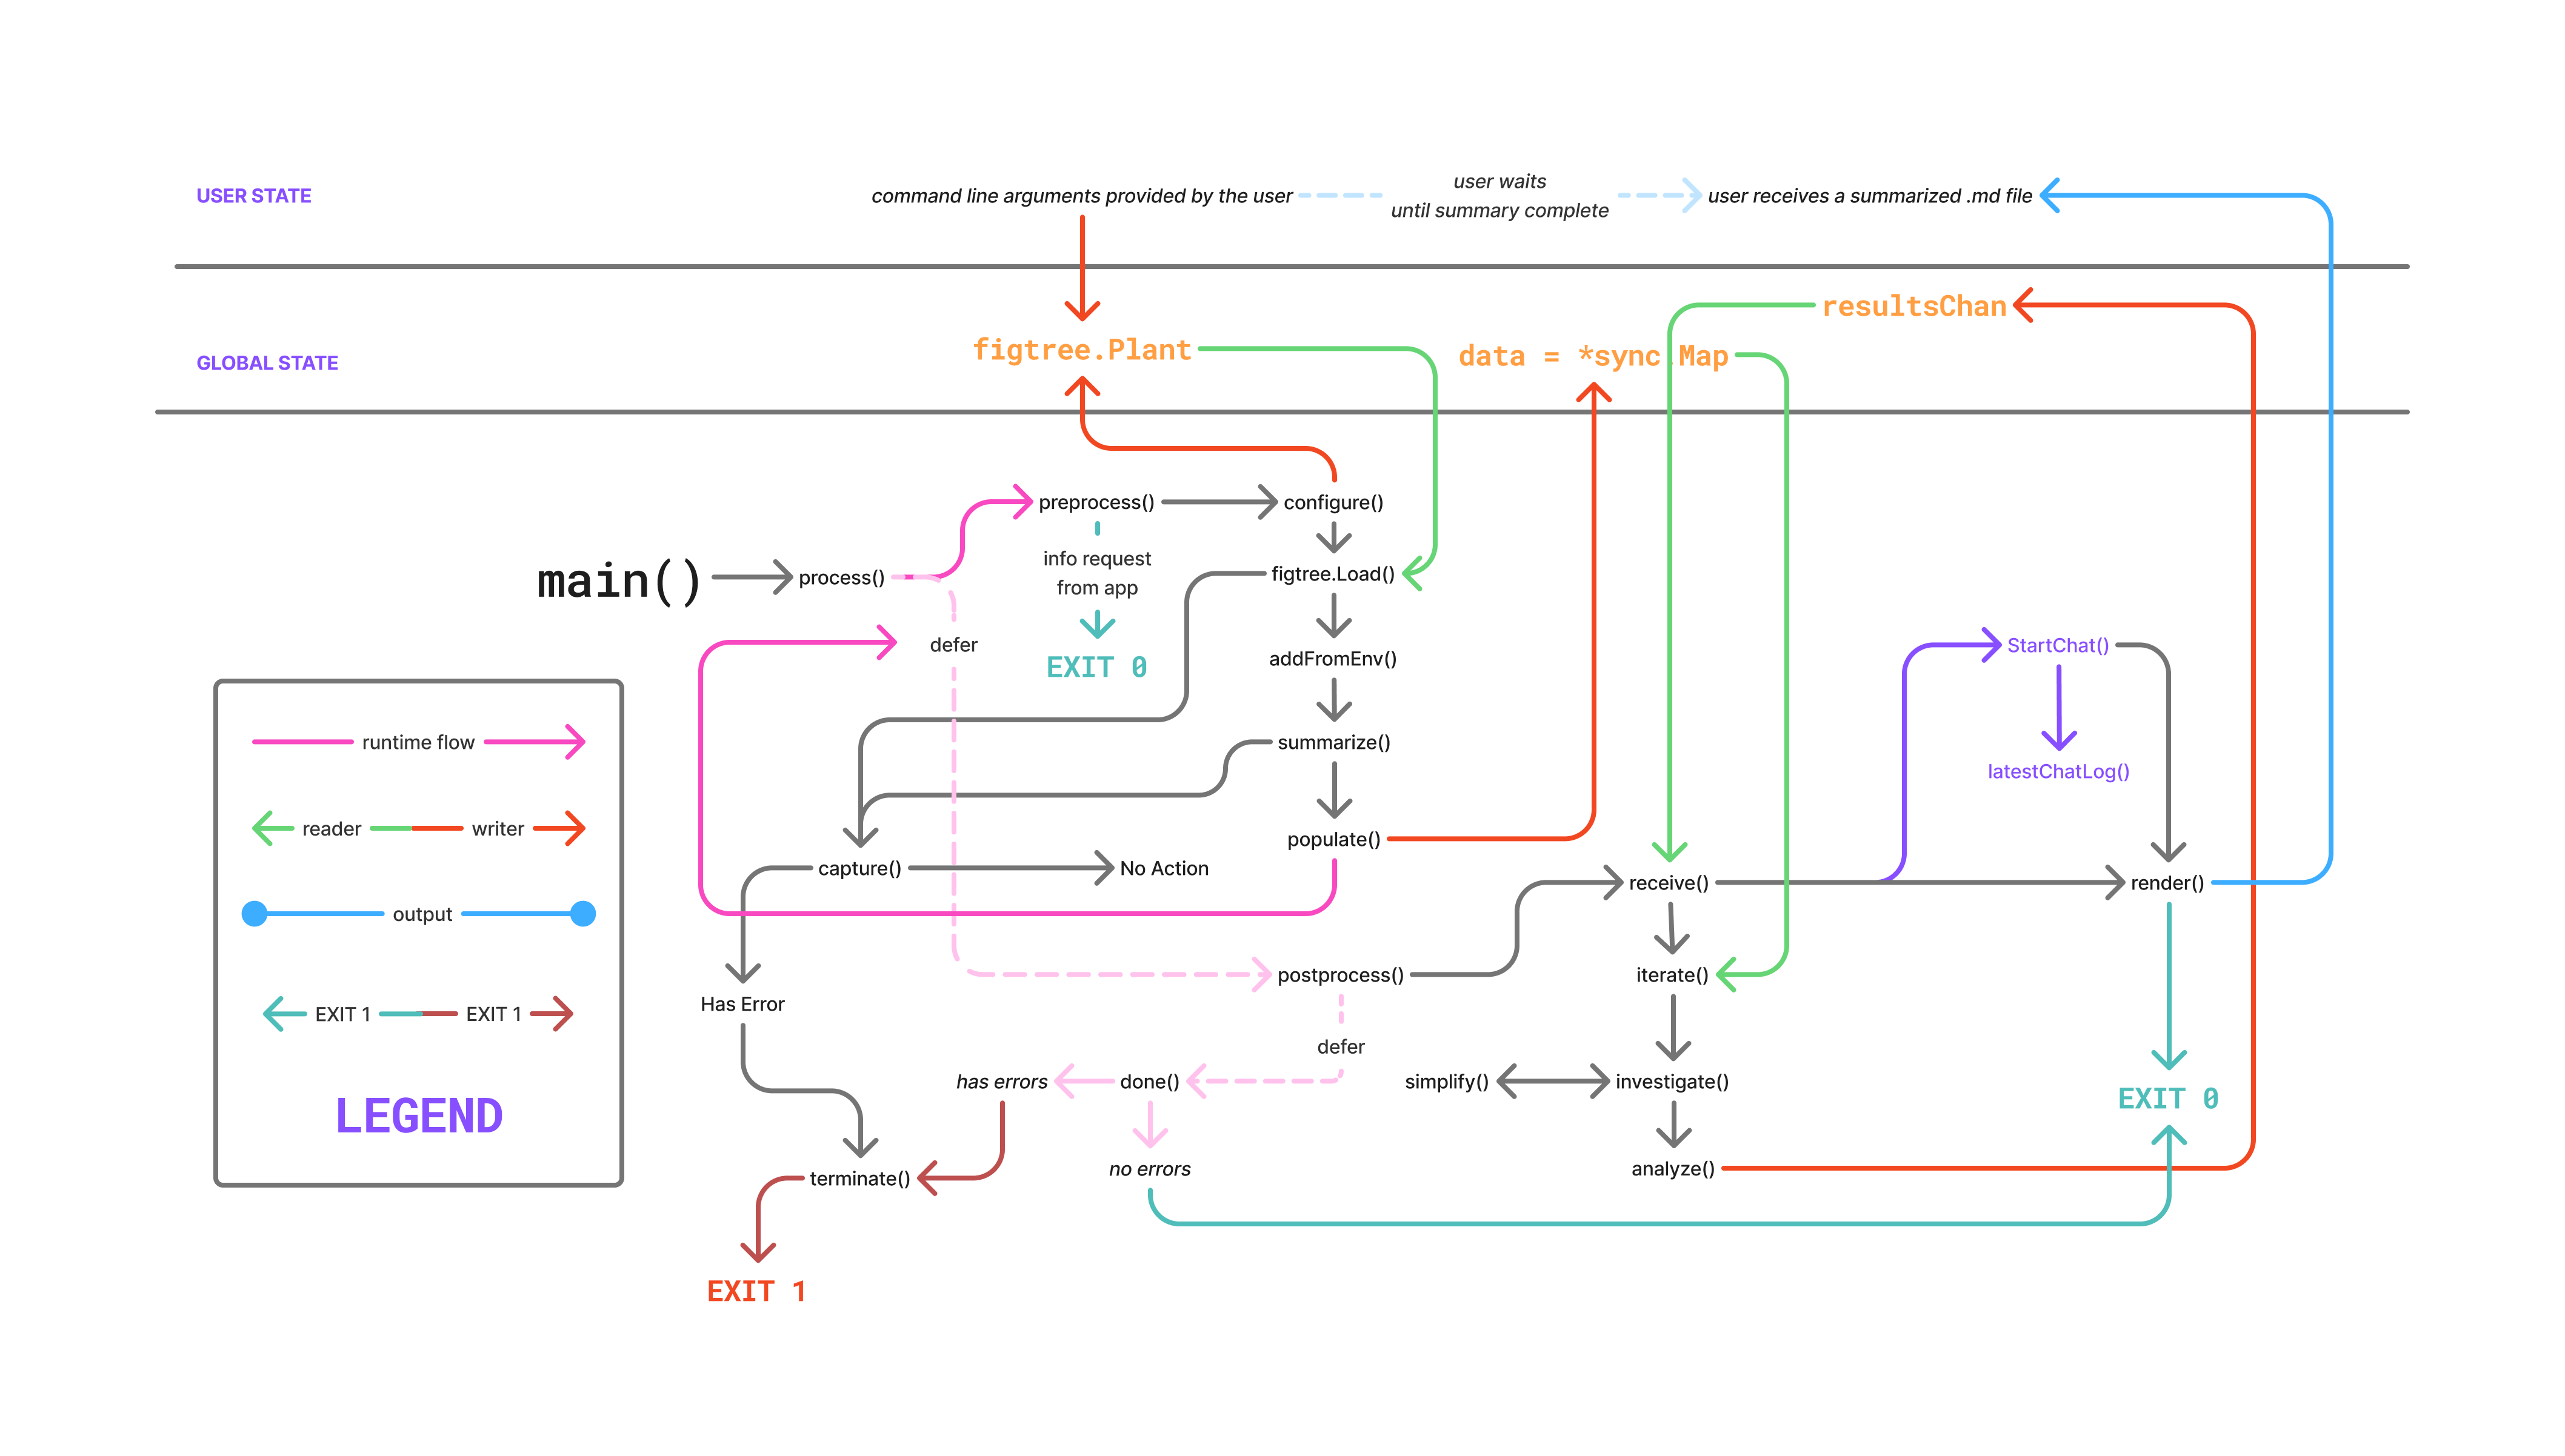 USER STATE
command line arguments provided by the user
user waits
until summary complete
user receives a summarized .md file
GLOBAL STATE
figtree.Plant
data = *sync.Map
resultsChan
main()
process()
preprocess()
configure()
info request
from app
EXIT 0
figtree.Load()
defer
addFromEnv()
summarize()
populate()
capture()
No Action
Has Error
postprocess()
defer
has errors
done()
no errors
terminate()
EXIT 1
receive()
iterate()
simplify()
investigate()
analyze()
StartChat()
latestChatLog()
render()
EXIT 0
runtime flow
reader
writer
output
EXIT 1
EXIT 1
LEGEND